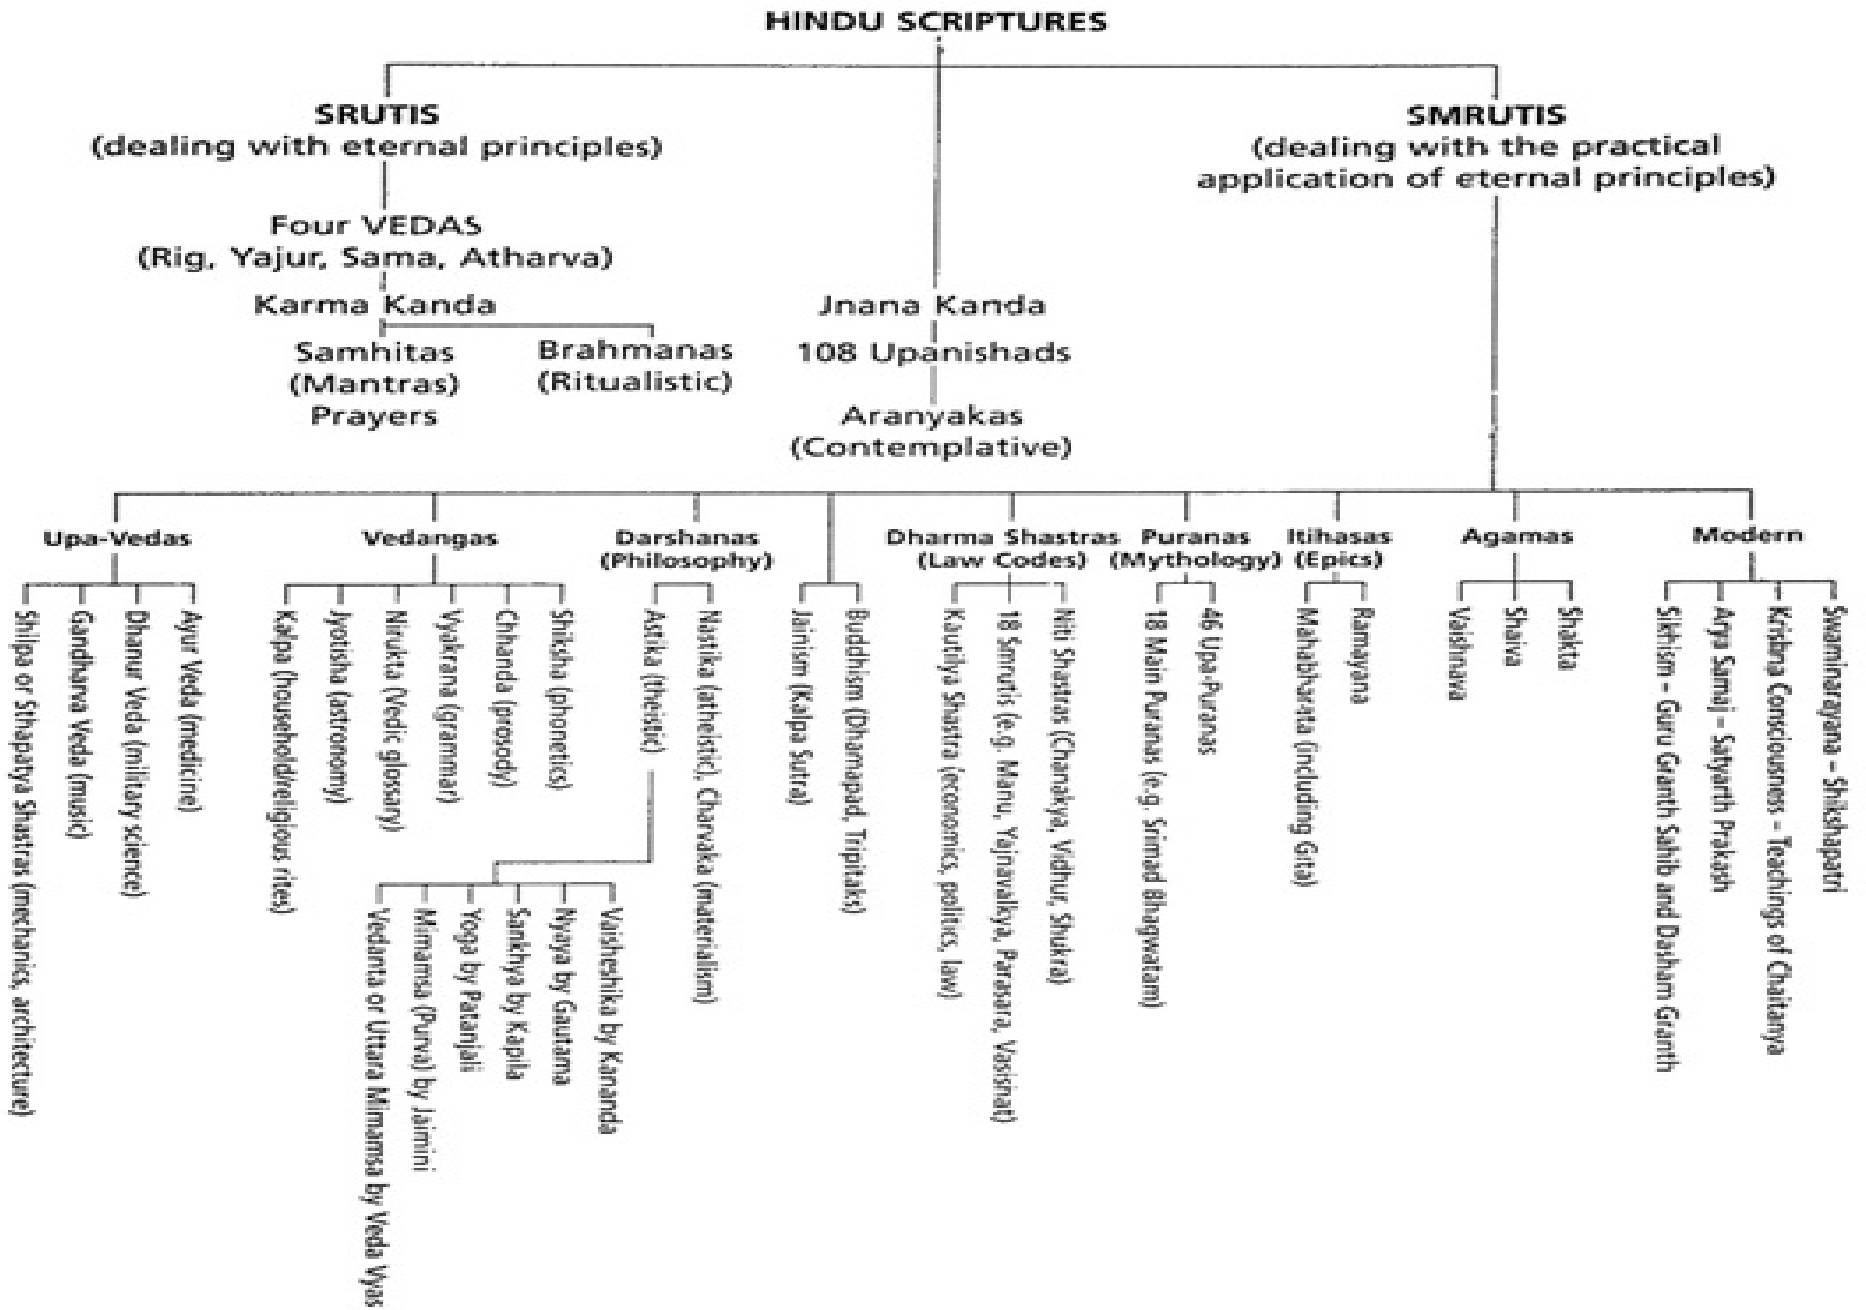 HINDU SCRIPTURES
SRUTIS
(dealing with eternal principles)
Four VEDAS
(Rig, Yajur, Sama, Atharva)
Karma Kanda
Samhitas
(Mantras)
Prayers
Brahmanas
(Ritualistic)
Jnana Kanda
108 Upanishads
Aranyakas
(Contemplative)
SMRUTIS
(dealing with the practical
application of eternal principles)
Upa-Vedas
Shilpa or Sthapatya Shastras (mechanics, architecture)
Gandharva Veda (music)
Dhanur Veda (military science)
Ayur Veda (medicine)
Vedangas
Kalpa (household/religious rites)
Jyotisha (astronomy)
Nirukta (Vedic glossary)
Vyakrana (grammar)
Chhanda (prosody)
Shiksha (phonetics)
Darshanas
(Philosophy)
Astika (theistic)
Nastika (atheistic), Charvaka (materialism)
Vedanta or Uttara Mimamsa by Veda Vyas
Mimamsa (Purva) by Jaimini
Yoga by Patanjali
Sankhya by Kapila
Nyaya by Gautama
Vaisheshika by Kananda
Jainism (Kalpa Sutra)
Buddhism (Dhamapad, Tripitaks)
Dharma Shastras
(Law Codes)
Kautilya Shastra (economics, politics, law)
18 Smrutis (e.g. Manu, Yajnavalkya, Parasara, Vasisnat)
Niti Shastras (Chanakya, Vidhur, Shukra)
Puranas
(Mythology)
18 Main Puranas (e.g. Srimad Bhagwatam)
46 Upa-Puranas
Itihasas
(Epics)
Mahabharata (including Gita)
Ramayana
Agamas
Vaishnava
Shaiva
Shakta
Modern
Sikhism – Guru Granth Sahib and Dasham Granth
Arya Samaj – Satyarth Prakash
Krishna Consciousness – Teachings of Chaitanya
Swaminarayana – Shikshapatri